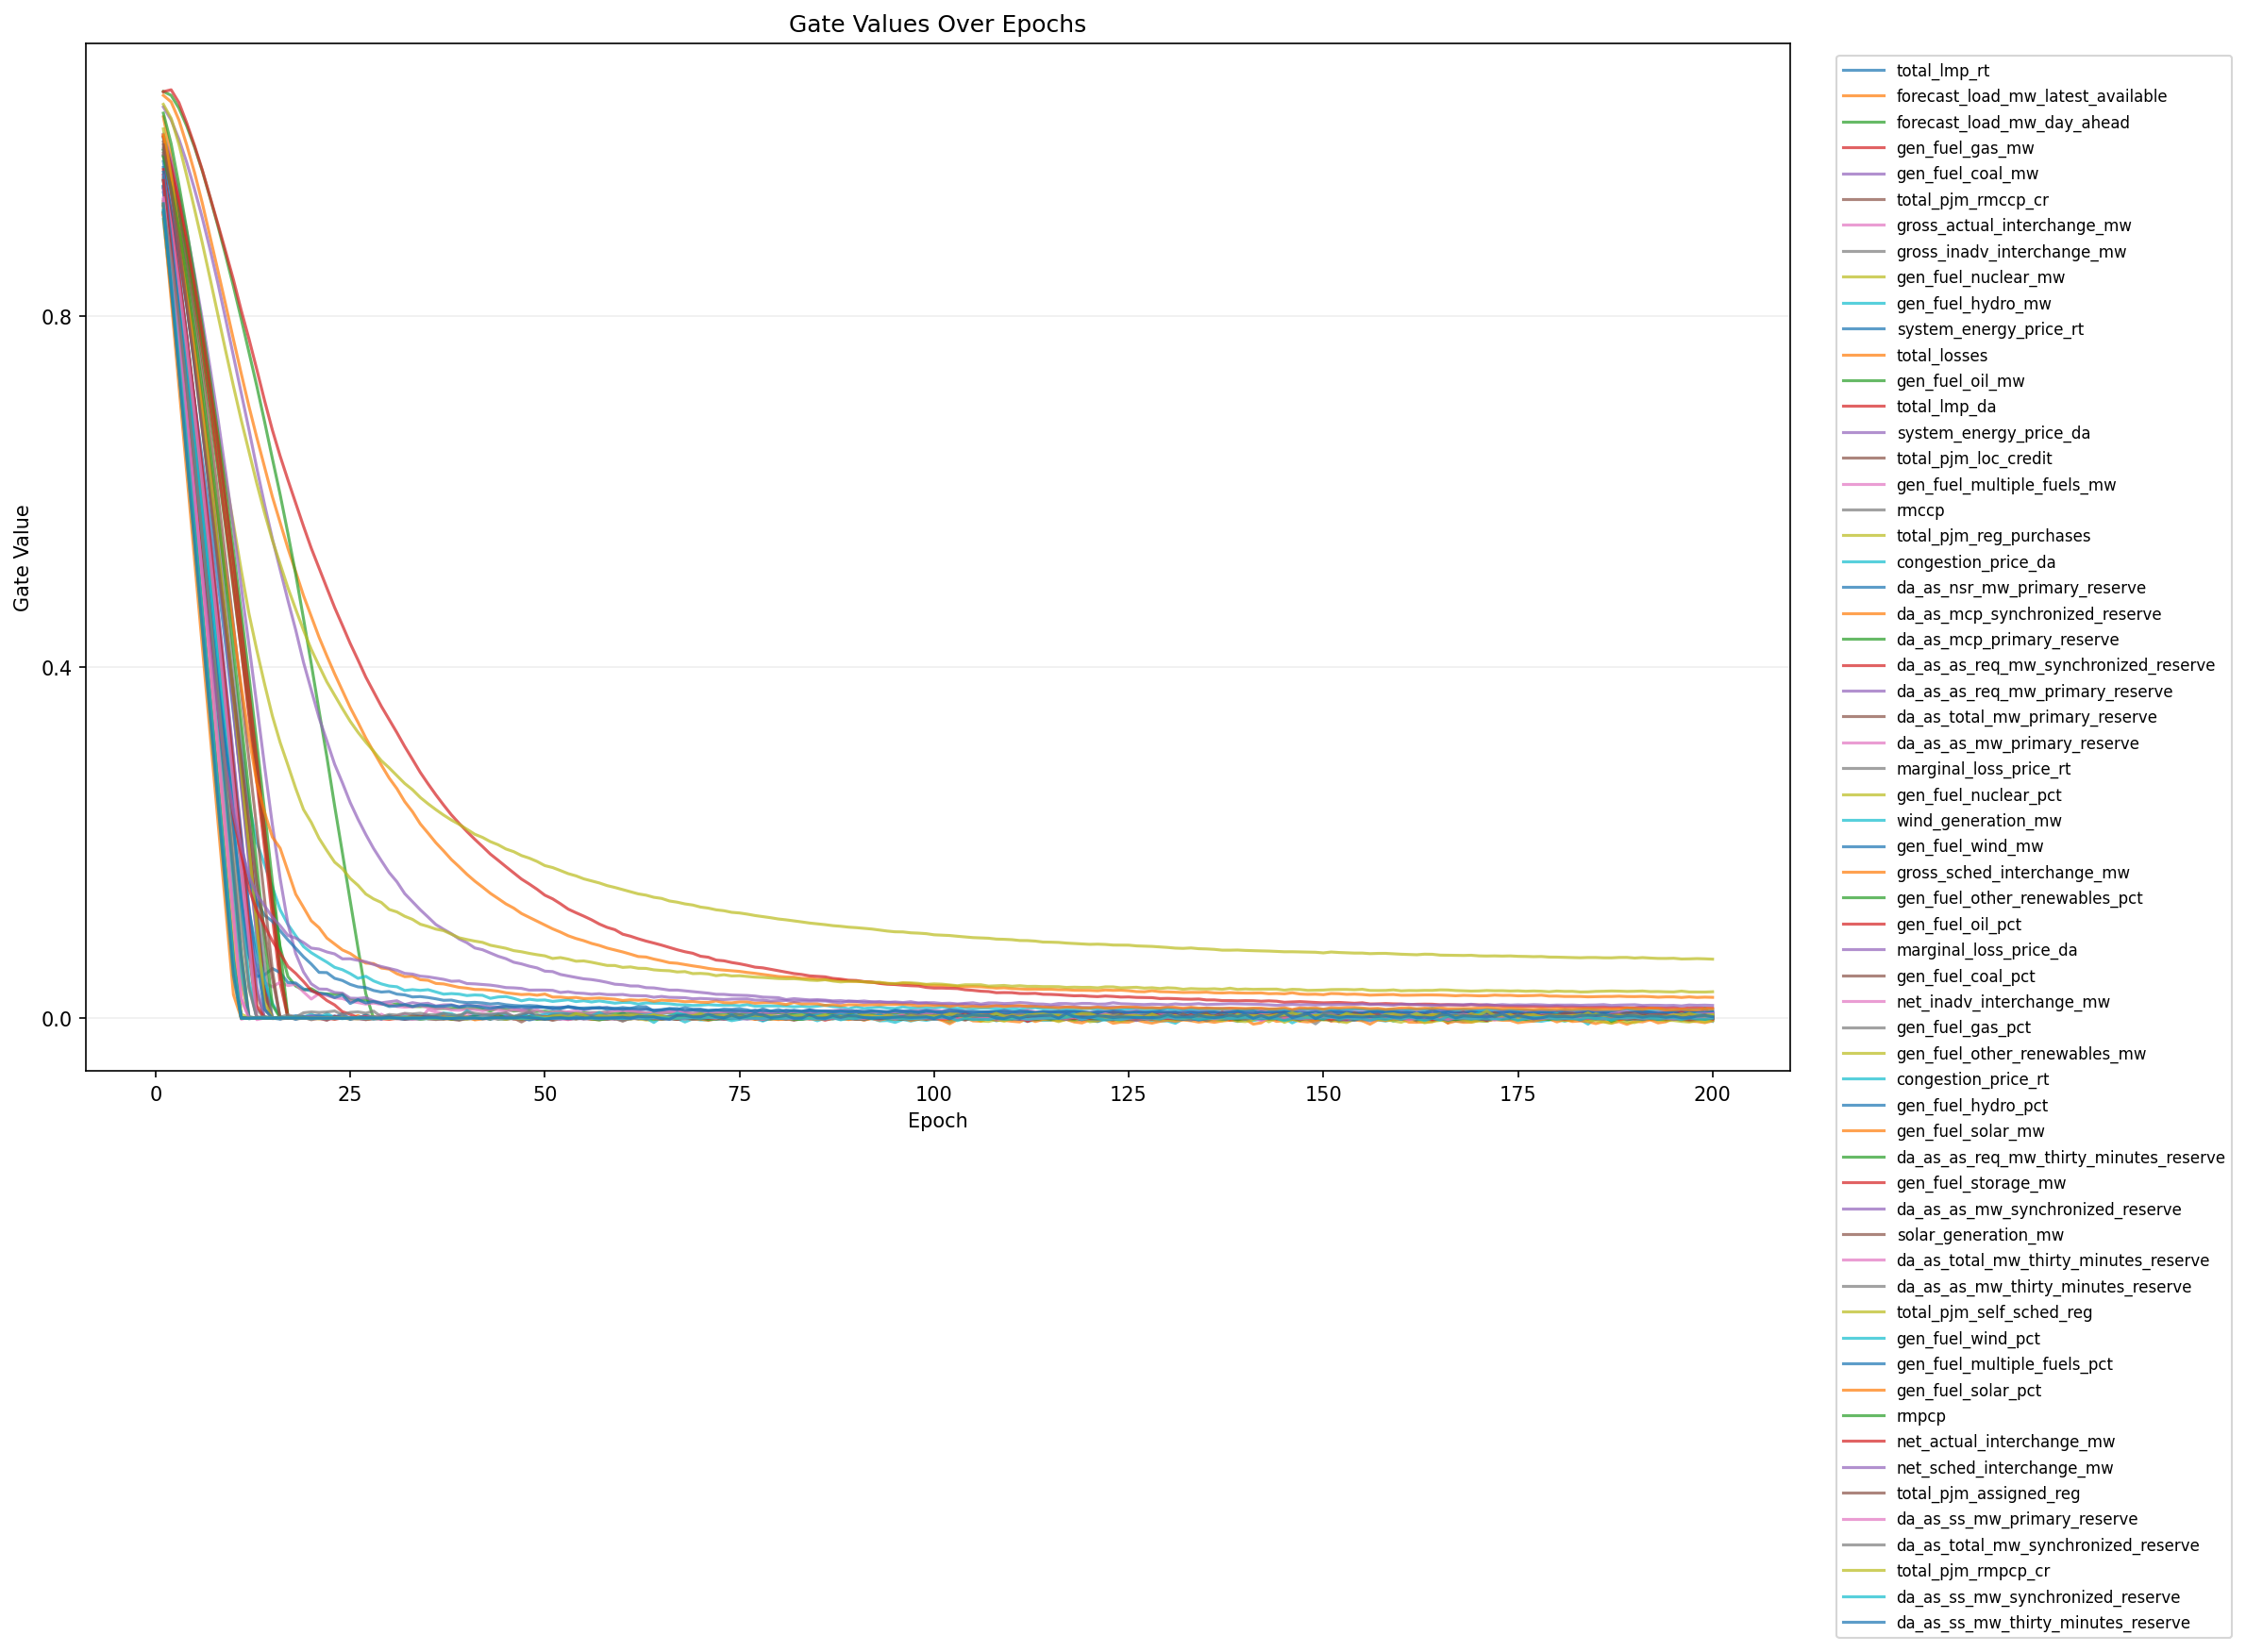 Gate Values Over Epochs
Gate Value
0.8
0.4
0.0
0 25 50 75 100 125 150 175 200
Epoch
total_lmp_rt
forecast_load_mw_latest_available
forecast_load_mw_day_ahead
gen_fuel_gas_mw
gen_fuel_coal_mw
total_pjm_rmccp_cr
gross_actual_interchange_mw
gross_inadv_interchange_mw
gen_fuel_nuclear_mw
gen_fuel_hydro_mw
system_energy_price_rt
total_losses
gen_fuel_oil_mw
total_lmp_da
system_energy_price_da
total_pjm_loc_credit
gen_fuel_multiple_fuels_mw
rmccp
total_pjm_reg_purchases
congestion_price_da
da_as_nsr_mw_primary_reserve
da_as_mcp_synchronized_reserve
da_as_mcp_primary_reserve
da_as_as_req_mw_synchronized_reserve
da_as_as_req_mw_primary_reserve
da_as_total_mw_primary_reserve
da_as_as_mw_primary_reserve
marginal_loss_price_rt
gen_fuel_nuclear_pct
wind_generation_mw
gen_fuel_wind_mw
gross_sched_interchange_mw
gen_fuel_other_renewables_pct
gen_fuel_oil_pct
marginal_loss_price_da
gen_fuel_coal_pct
net_inadv_interchange_mw
gen_fuel_gas_pct
gen_fuel_other_renewables_mw
congestion_price_rt
gen_fuel_hydro_pct
gen_fuel_solar_mw
da_as_as_req_mw_thirty_minutes_reserve
gen_fuel_storage_mw
da_as_as_mw_synchronized_reserve
solar_generation_mw
da_as_total_mw_thirty_minutes_reserve
da_as_as_mw_thirty_minutes_reserve
total_pjm_self_sched_reg
gen_fuel_wind_pct
gen_fuel_multiple_fuels_pct
gen_fuel_solar_pct
rmpcp
net_actual_interchange_mw
net_sched_interchange_mw
total_pjm_assigned_reg
da_as_ss_mw_primary_reserve
da_as_total_mw_synchronized_reserve
total_pjm_rmpcp_cr
da_as_ss_mw_synchronized_reserve
da_as_ss_mw_thirty_minutes_reserve